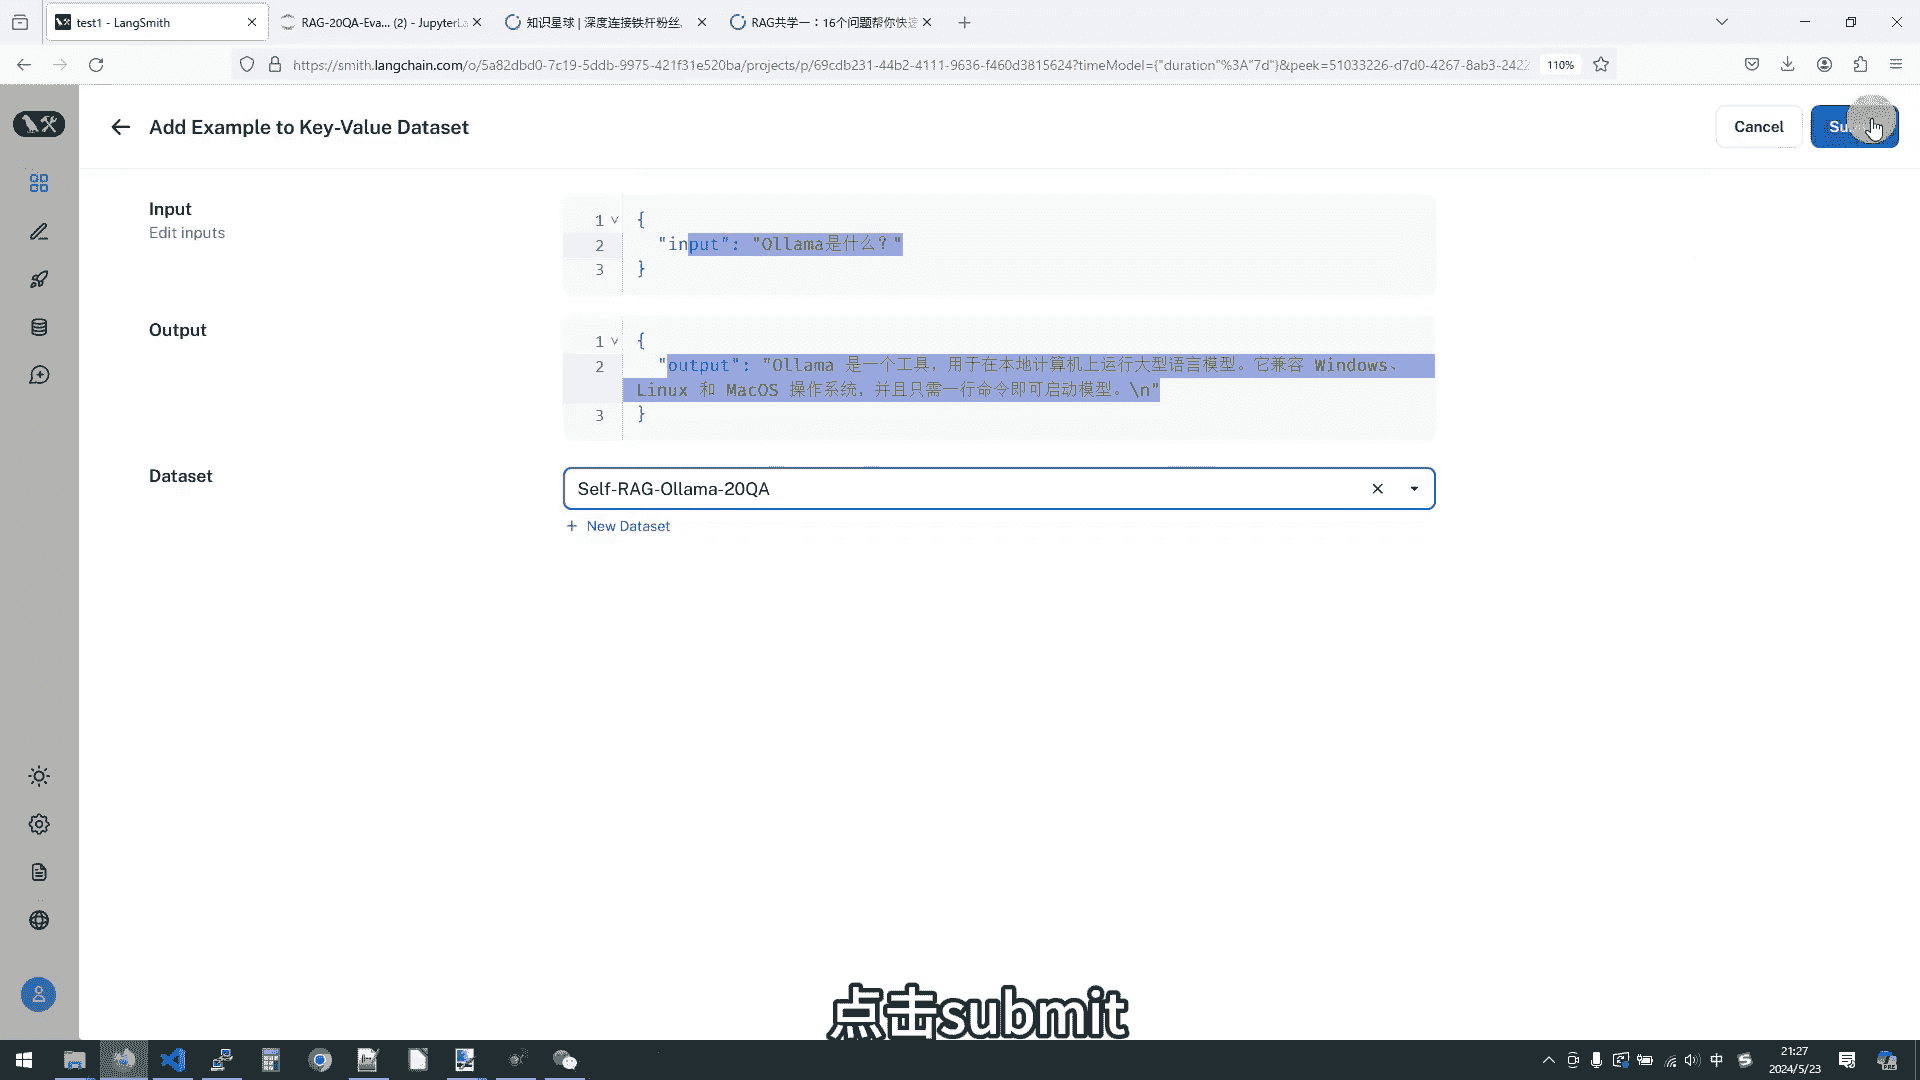 test1 - LangSmith
RAG-20QA-Eva... (2) - JupyterLa
知识星球 | 深度连接铁杆粉丝
RAG共学一：16个问题帮你快速
https://smith.langchain.com/o/5a82dbd0-7c19-5ddb-9975-421f31e520ba/projects/p/69cdb231-44b2-4111-9636-f460d3815624?timeModel={"duration"%3A"7d"}&peek=51033226-d7d0-4267-8ab3-2422
110%
Add Example to Key-Value Dataset
Cancel
Su
Input
Edit inputs
1 {
2 "input": "Ollama是什么？"
3 }
Output
1 {
2 "output": "Ollama 是一个工具，用于在本地计算机上运行大型语言模型。它兼容 Windows、
Linux 和 MacOS 操作系统，并且只需一行命令即可启动模型。\n"
3 }
Dataset
Self-RAG-Ollama-20QA
+ New Dataset
点击submit
中
21:27
2024/5/23